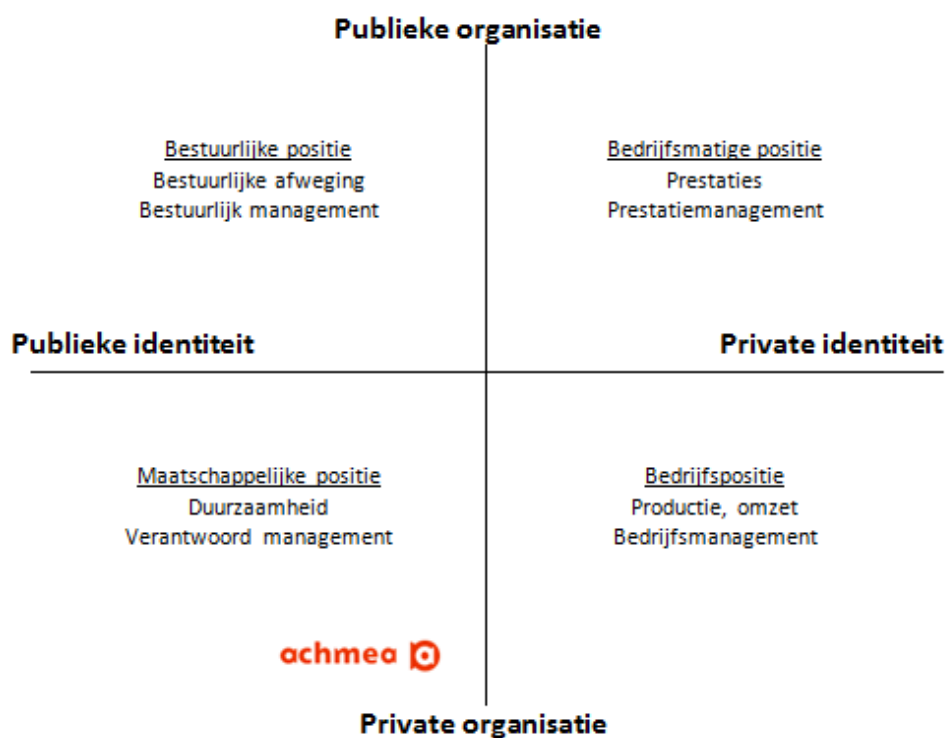 Publieke organisatie
Bestuurlijke positie
Bestuurlijke afweging
Bestuurlijk management
Bedrijfsmatige positie
Prestaties
Prestatiemanagement
Publieke identiteit
Private identiteit
Maatschappelijke positie
Duurzaamheid
Verantwoord management
Bedrijfspositie
Productie, omzet
Bedrijfsmanagement
achmea
Private organisatie